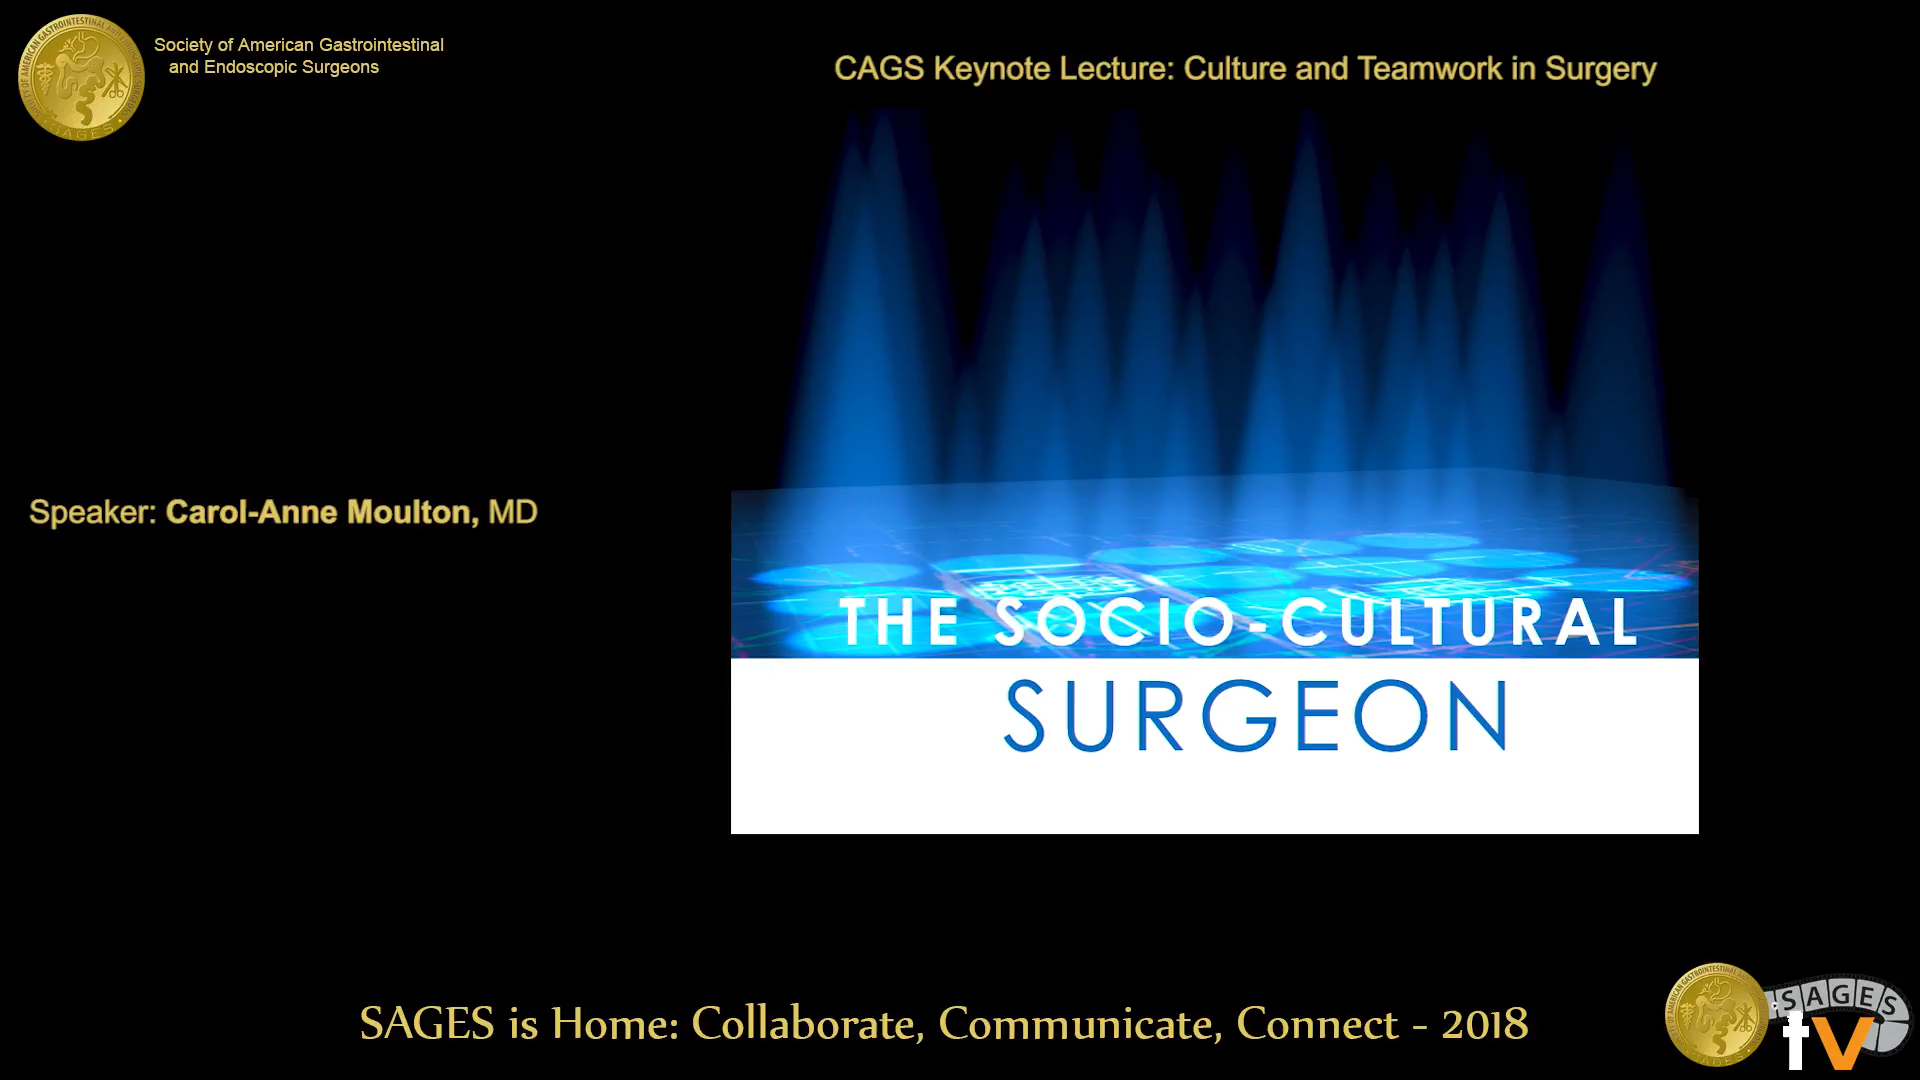 Society of American Gastrointestinal
and Endoscopic Surgeons
SAGES
CAGS Keynote Lecture: Culture and Teamwork in Surgery
Speaker: Carol-Anne Moulton, MD
THE SOCIO-CULTURAL
SURGEON
SAGES is Home: Collaborate, Communicate, Connect - 2018
SAGES
tv